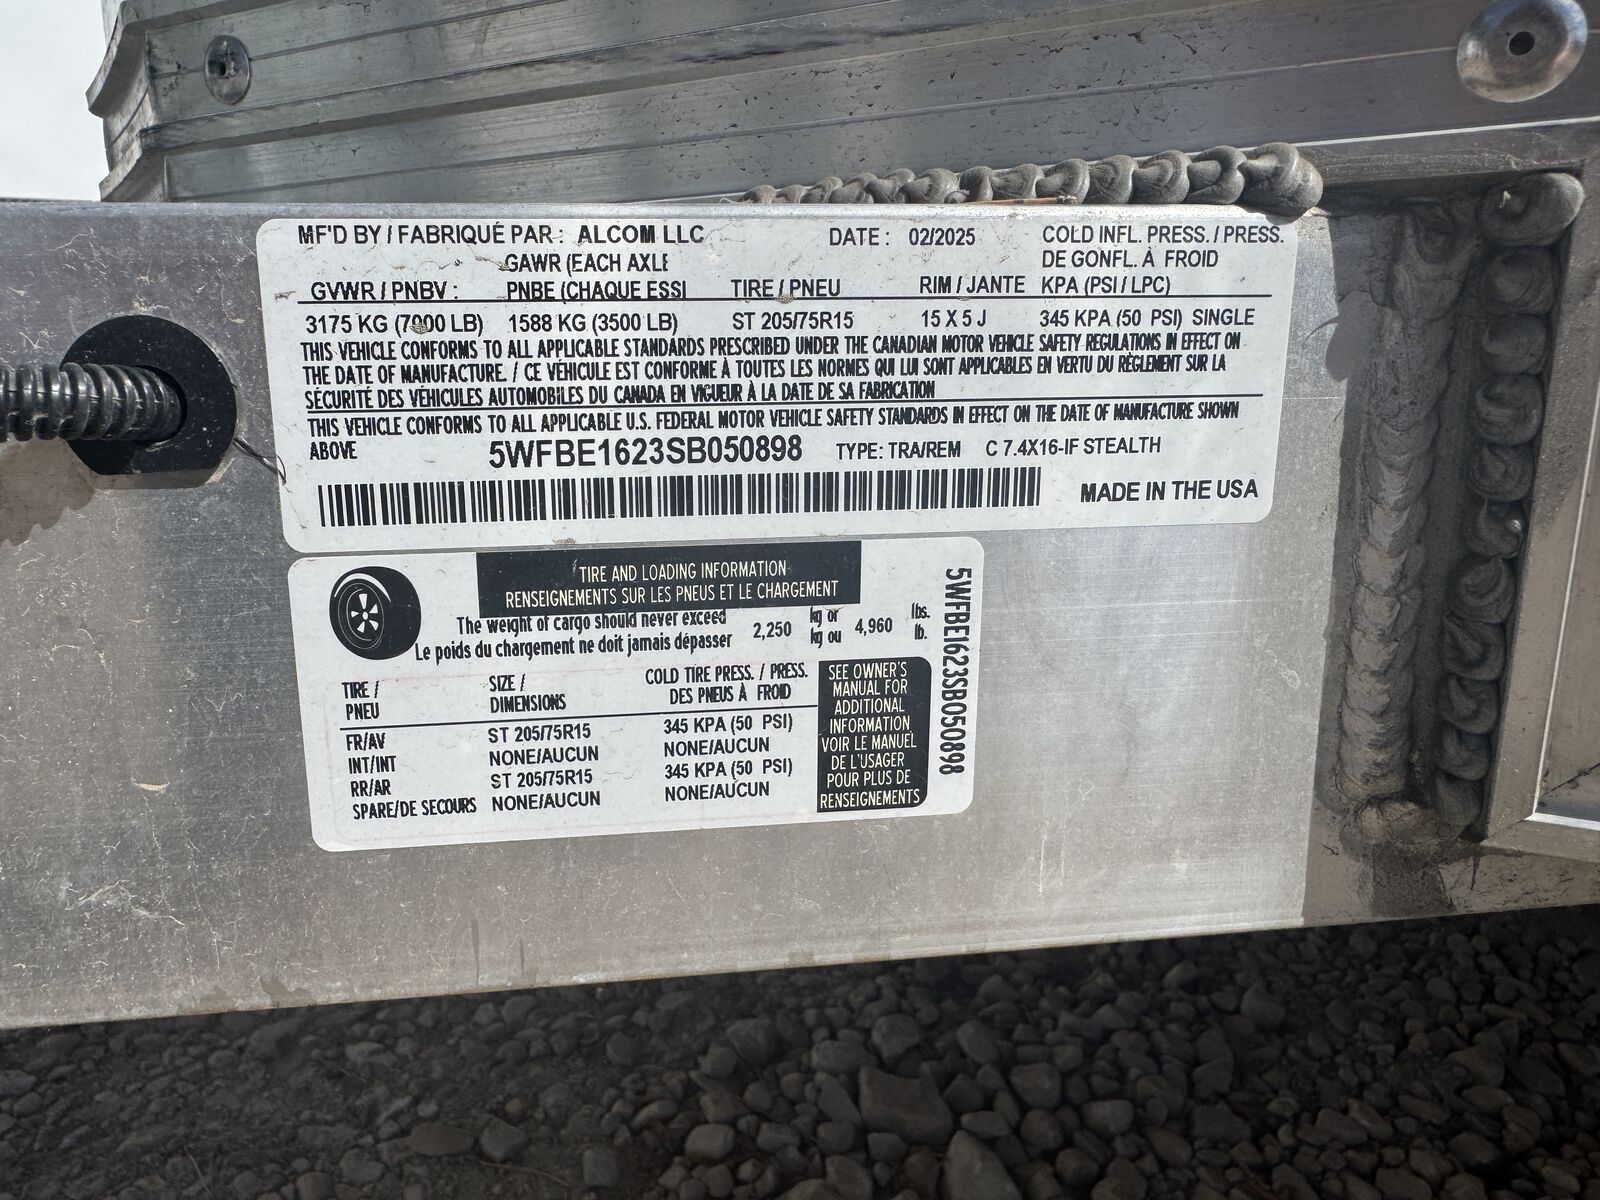 MF'D BY / FABRIQUÉ PAR : ALCOM LLC DATE : 02/2025 COLD INFL. PRESS. / PRESS.
GAWR (EACH AXLE DE GONFL. À FROID
GVWR / PNBV : PNBE (CHAQUE ESSI TIRE / PNEU RIM / JANTE KPA (PSI / LPC)
3175 KG (7000 LB) 1588 KG (3500 LB) ST 205/75R15 15 X 5 J 345 KPA (50 PSI) SINGLE
THIS VEHICLE CONFORMS TO ALL APPLICABLE STANDARDS PRESCRIBED UNDER THE CANADIAN MOTOR VEHICLE SAFETY REGULATIONS IN EFFECT ON
THE DATE OF MANUFACTURE. / CE VÉHICULE EST CONFORME À TOUTES LES NORMES QUI LUI SONT APPLICABLES EN VERTU DU RÈGLEMENT SUR LA
SÉCURITÉ DES VÉHICULES AUTOMOBILES DU CANADA EN VIGUEUR À LA DATE DE SA FABRICATION
THIS VEHICLE CONFORMS TO ALL APPLICABLE U.S. FEDERAL MOTOR VEHICLE SAFETY STANDARDS IN EFFECT ON THE DATE OF MANUFACTURE SHOWN
ABOVE 5WFBE1623SB050898 TYPE: TRA/REM C 7.4X16-IF STEALTH
MADE IN THE USA
TIRE AND LOADING INFORMATION
RENSEIGNEMENTS SUR LES PNEUS ET LE CHARGEMENT
The weight of cargo should never exceed kg or lbs.
Le poids du chargement ne doit jamais dépasser 2,250 kg ou 4,960 lb.
TIRE / SIZE / COLD TIRE PRESS. / PRESS.
PNEU DIMENSIONS DES PNEUS À FROID
FR/AV ST 205/75R15 345 KPA (50 PSI)
INT/INT NONE/AUCUN NONE/AUCUN
RR/AR ST 205/75R15 345 KPA (50 PSI)
SPARE/DE SECOURS NONE/AUCUN NONE/AUCUN
SEE OWNER'S
MANUAL FOR
ADDITIONAL
INFORMATION
VOIR LE MANUEL
DE L'USAGER
POUR PLUS DE
RENSEIGNEMENTS
5WFBE1623SB050898